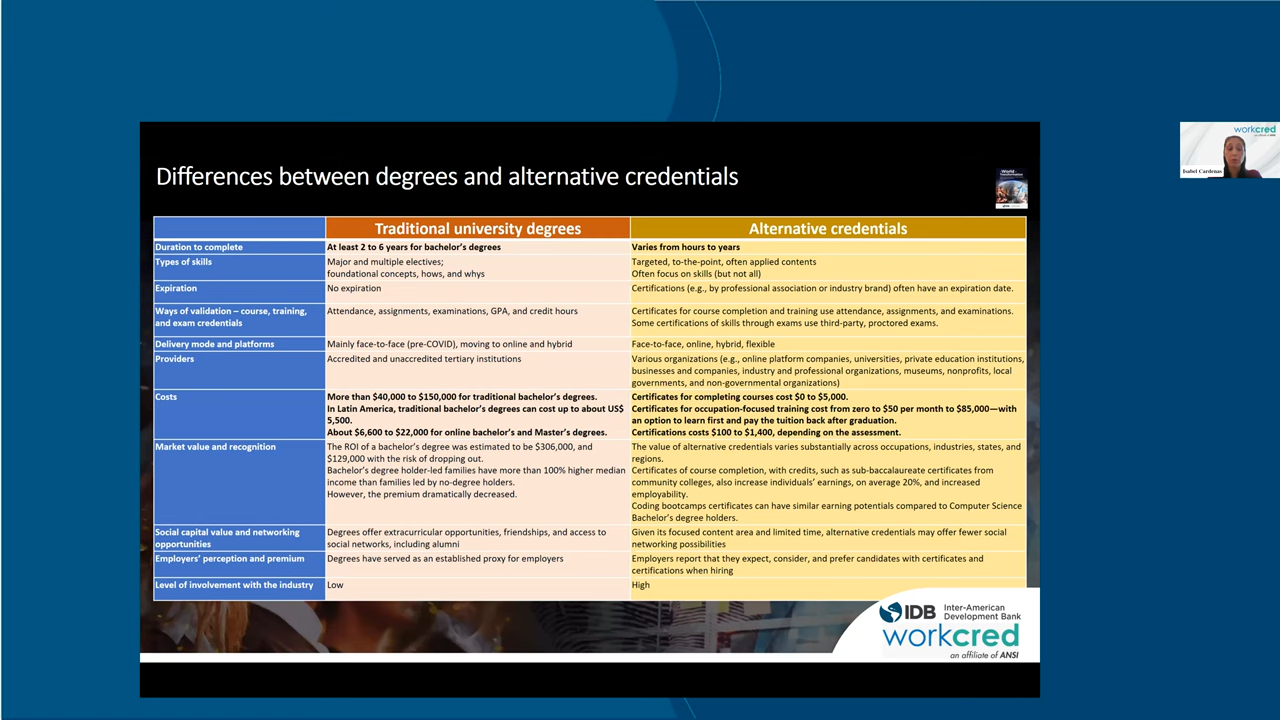 workcred
Isabel Cardenas
Differences between degrees and alternative credentials
Traditional university degrees
Alternative credentials
Duration to complete
At least 2 to 6 years for bachelor's degrees
Varies from hours to years
Types of skills
Major and multiple electives;
foundational concepts, hows, and whys
Targeted, to-the-point, often applied contents
Often focus on skills (but not all)
Expiration
No expiration
Certifications (e.g., by professional association or industry brand) often have an expiration date.
Ways of validation – course, training,
and exam credentials
Attendance, assignments, examinations, GPA, and credit hours
Certificates for course completion and training use attendance, assignments, and examinations.
Some certifications of skills through exams use third-party, proctored exams.
Delivery mode and platforms
Mainly face-to-face (pre-COVID), moving to online and hybrid
Face-to-face, online, hybrid, flexible
Providers
Accredited and unaccredited tertiary institutions
Various organizations (e.g., online platform companies, universities, private education institutions,
businesses and companies, industry and professional organizations, museums, nonprofits, local
governments, and non-governmental organizations)
Costs
More than $40,000 to $150,000 for traditional bachelor's degrees.
In Latin America, traditional bachelor's degrees can cost up to about US$
5,500.
About $6,600 to $22,000 for online bachelor's and Master's degrees.
Certificates for completing courses cost $0 to $5,000.
Certificates for occupation-focused training cost from zero to $50 per month to $85,000—with
an option to learn first and pay the tuition back after graduation.
Certifications costs $100 to $1,400, depending on the assessment.
Market value and recognition
The ROI of a bachelor's degree was estimated to be $306,000, and
$129,000 with the risk of dropping out.
Bachelor's degree holder-led families have more than 100% higher median
income than families led by no-degree holders.
However, the premium dramatically decreased.
The value of alternative credentials varies substantially across occupations, industries, states, and
regions.
Certificates of course completion, with credits, such as sub-baccalaureate certificates from
community colleges, also increase individuals' earnings, on average 20%, and increased
employability.
Coding bootcamps certificates can have similar earning potentials compared to Computer Science
Bachelor's degree holders.
Social capital value and networking
opportunities
Degrees offer extracurricular opportunities, friendships, and access to
social networks, including alumni
Given its focused content area and limited time, alternative credentials may offer fewer social
networking possibilities
Employers' perception and premium
Degrees have served as an established proxy for employers
Employers report that they expect, consider, and prefer candidates with certificates and
certifications when hiring
Level of involvement with the industry
Low
High
IDB
Inter-American
Development Bank
workcred
an affiliate of ANSI